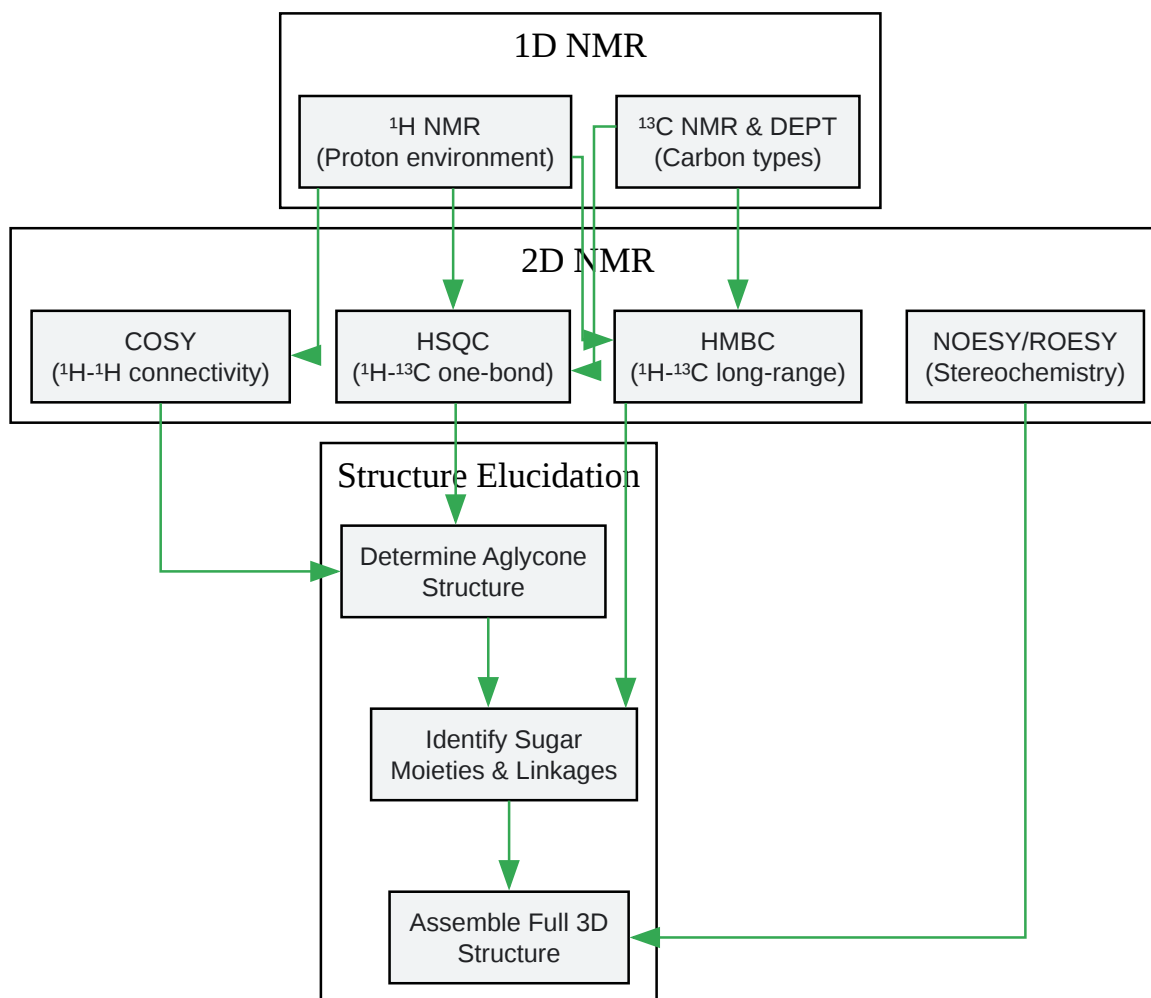 1D NMR
¹H NMR
(Proton environment)
¹³C NMR & DEPT
(Carbon types)
2D NMR
COSY
(¹H-¹H connectivity)
HSQC
(¹H-¹³C one-bond)
HMBC
(¹H-¹³C long-range)
NOESY/ROESY
(Stereochemistry)
Structure Elucidation
Determine Aglycone
Structure
Identify Sugar
Moieties & Linkages
Assemble Full 3D
Structure